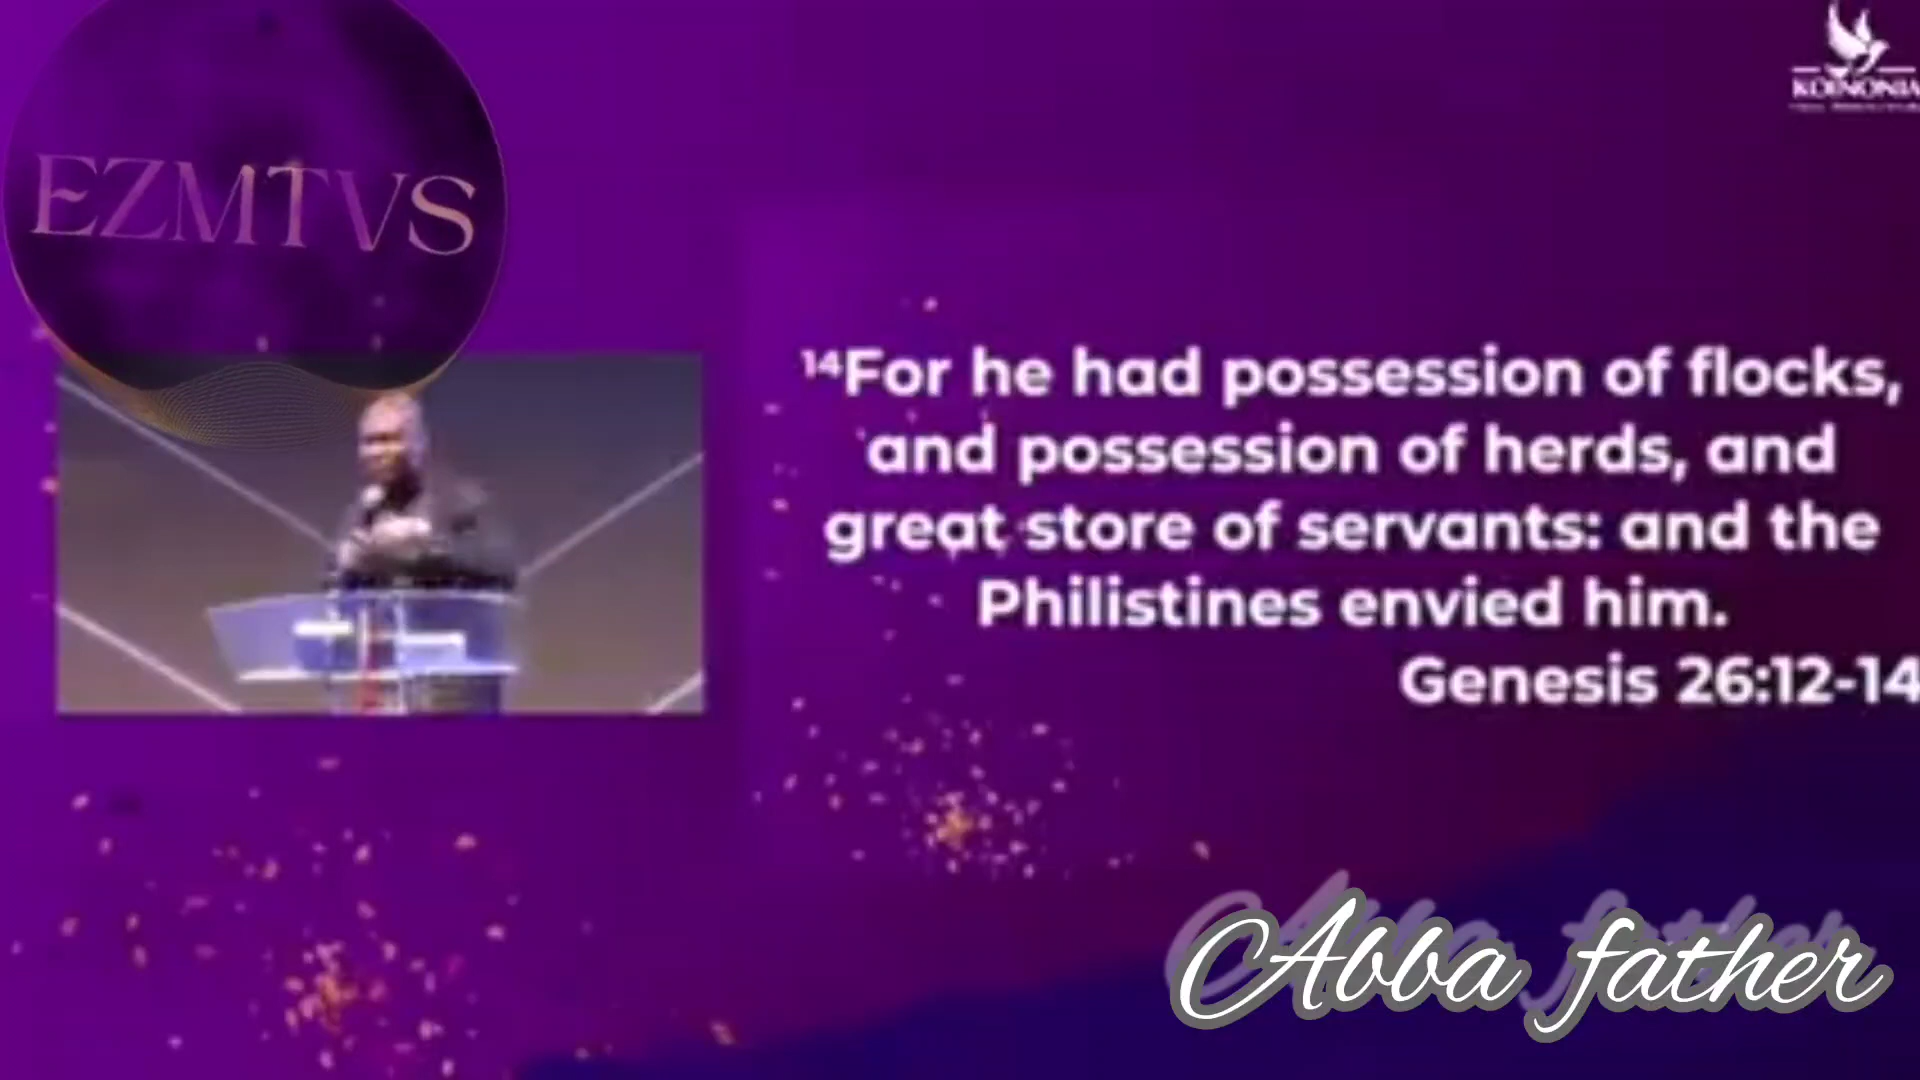 EZMTVS
KOINONIA
¹⁴For he had possession of flocks,
and possession of herds, and
great store of servants: and the
Philistines envied him.
Genesis 26:12-14
Abba father